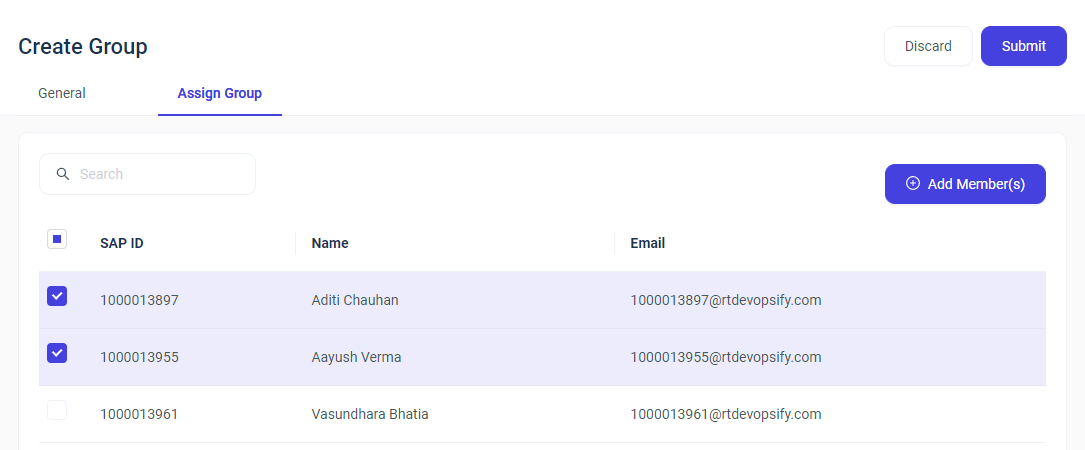 Create Group
Discard
Submit
General
Assign Group
Search
Add Member(s)
SAP ID Name Email
1000013897 Aditi Chauhan 1000013897@rtdevopsify.com
1000013955 Aayush Verma 1000013955@rtdevopsify.com
1000013961 Vasundhara Bhatia 1000013961@rtdevopsify.com